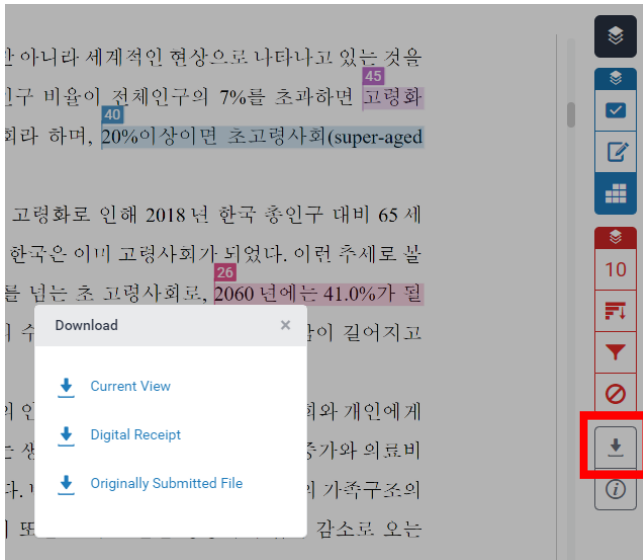 아니라 세계적인 현상으로 나타나고 있는 것을
45
인구 비율이 전체인구의 7%를 초과하면 고령화
40
회라 하며, 20%이상이면 초고령사회(super-aged
고령화로 인해 2018 년 한국 총인구 대비 65 세
한국은 이미 고령사회가 되었다. 이런 추세로 볼
26
를 넘는 초 고령사회로, 2060 년에는 41.0%가 될
수
이 길어지고
회와 개인에게
증가와 의료비
다.
가족구조의
감소로 오는
Download ×
Current View
Digital Receipt
Originally Submitted File
10